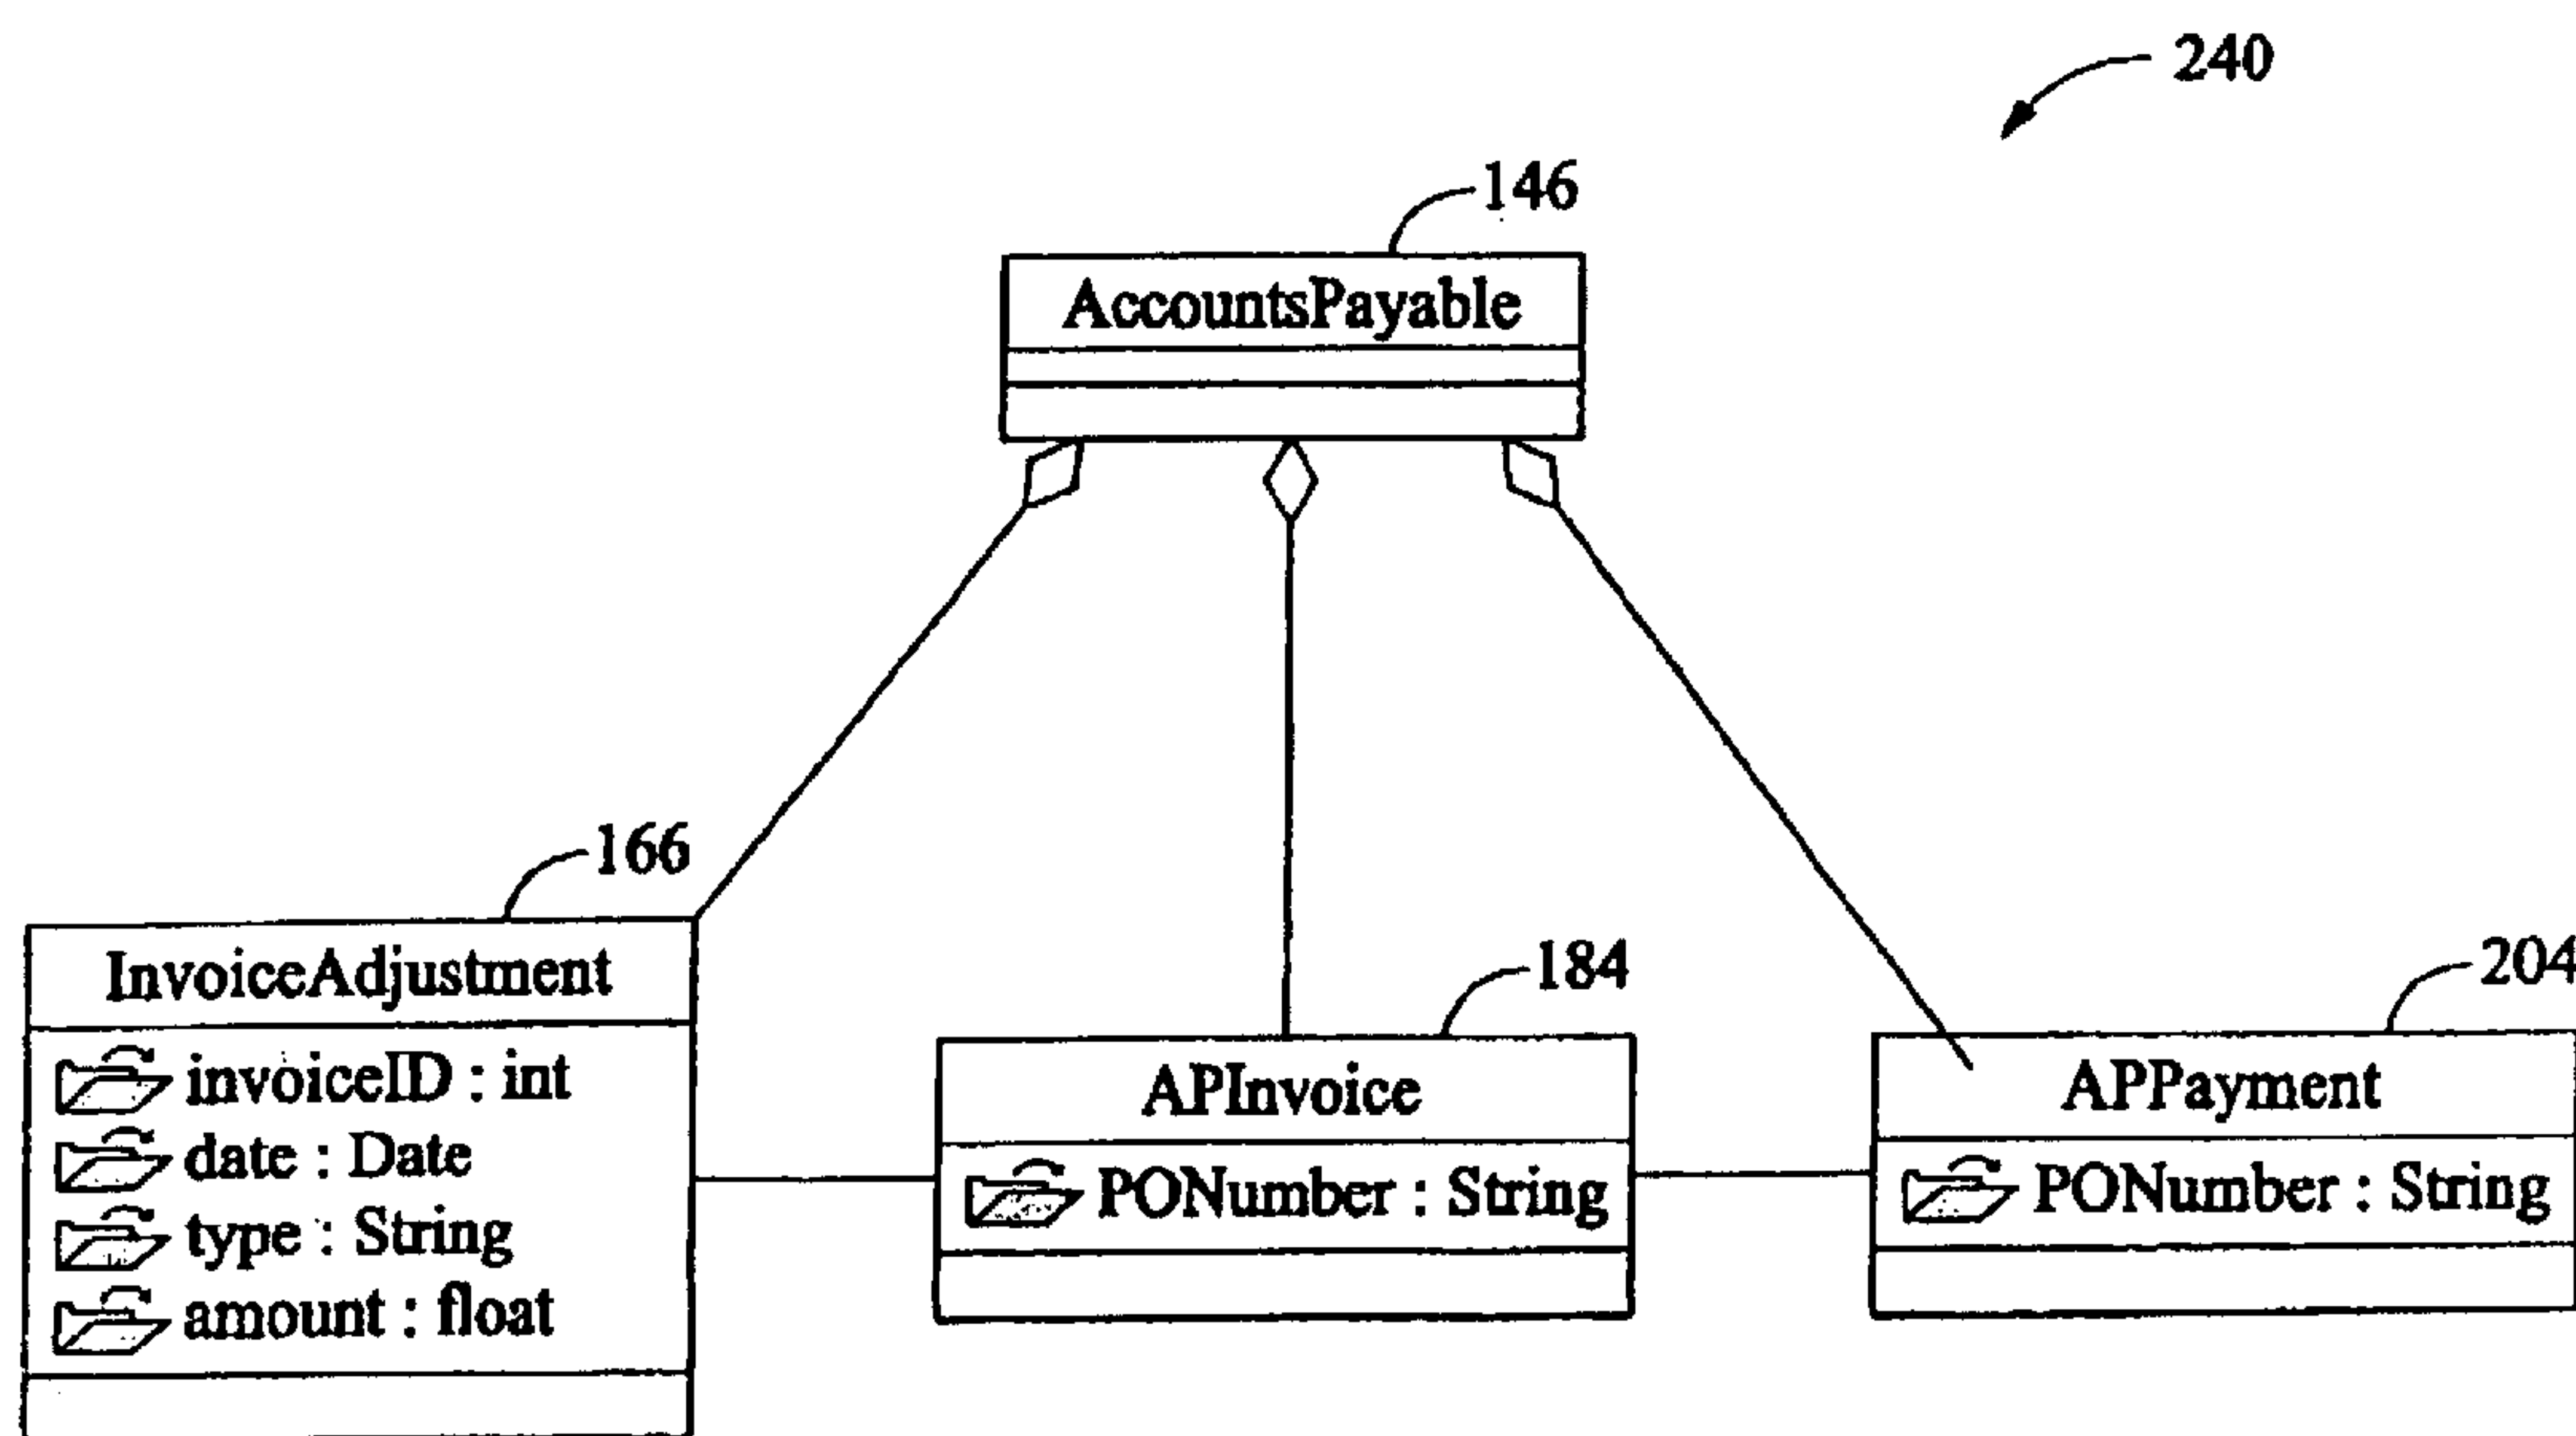 240
146
AccountsPayable
166
InvoiceAdjustment
invoiceID : int
date : Date
type : String
amount : float
184
APInvoice
PONumber : String
204
APPayment
PONumber : String